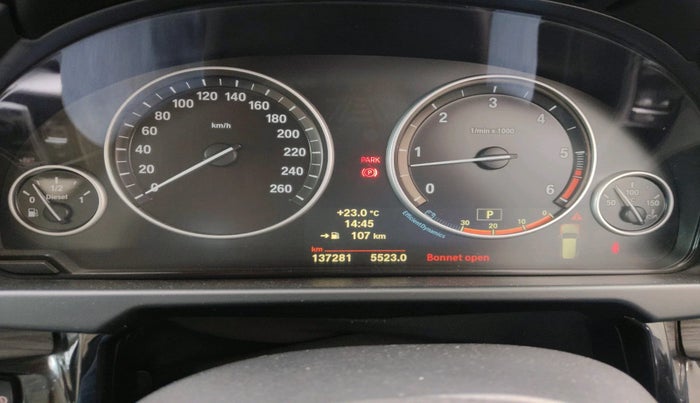 0 20 40 60 80 100 120 140 160 180 200 220 240 260
km/h
0 1/2 1
Diesel
PARK
(P)
+23.0 °C
14:45
107 km
km
137281 5523.0
0 1 2 3 4 5 6
T/min x 1000
P
30 20 10 0
EfficientDynamics
Bonnet open
50 100 150
°C